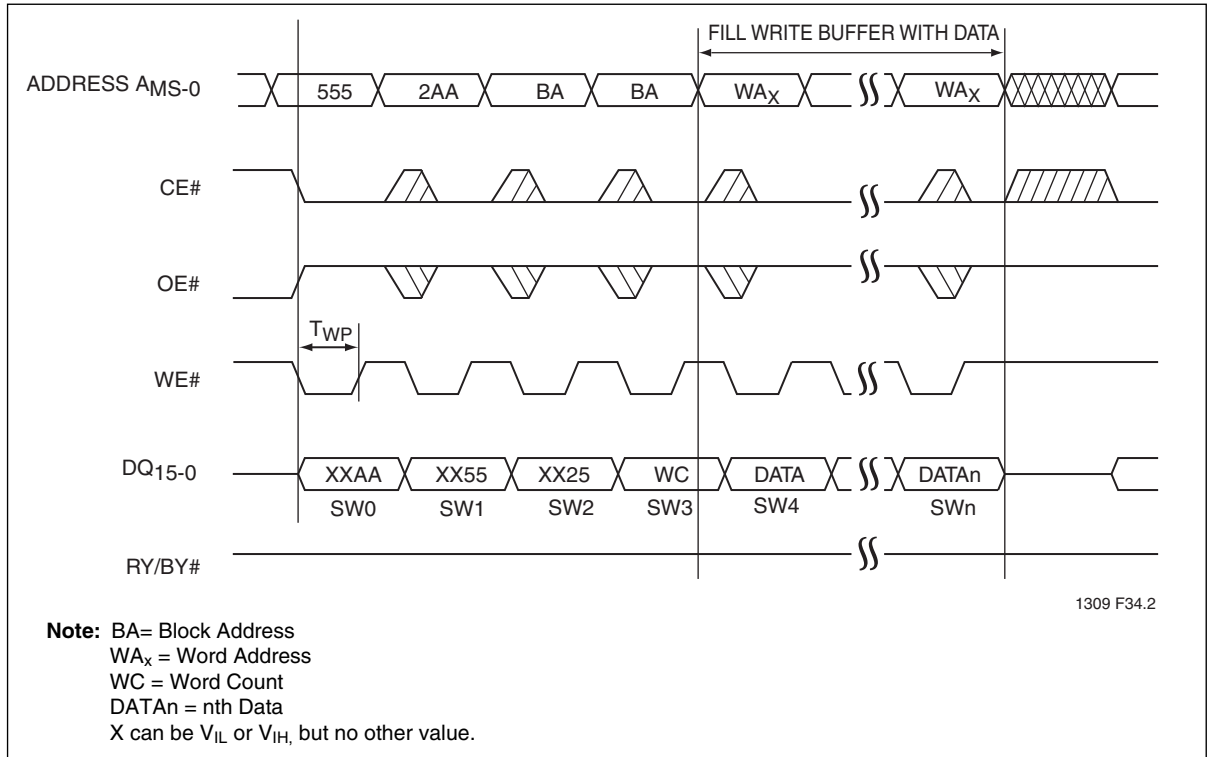 FILL WRITE BUFFER WITH DATA
ADDRESS AMS-0 555 2AA BA BA WAX WAX
CE#
OE#
TWP
WE#
DQ15-0 XXAA XX55 XX25 WC DATA DATAn
SW0 SW1 SW2 SW3 SW4 SWn
RY/BY#
1309 F34.2
Note: BA= Block Address
WAx = Word Address
WC = Word Count
DATAn = nth Data
X can be VIL or VIH, but no other value.